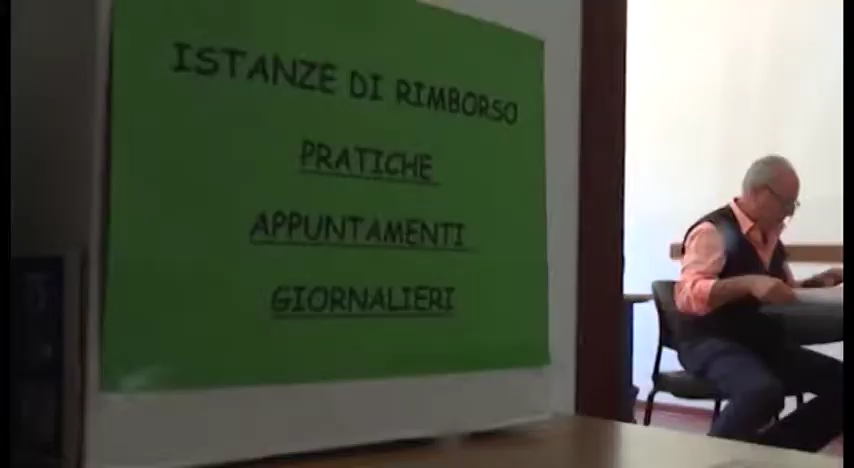 ISTANZE DI RIMBORSO
PRATICHE
APPUNTAMENTI
GIORNALIERI